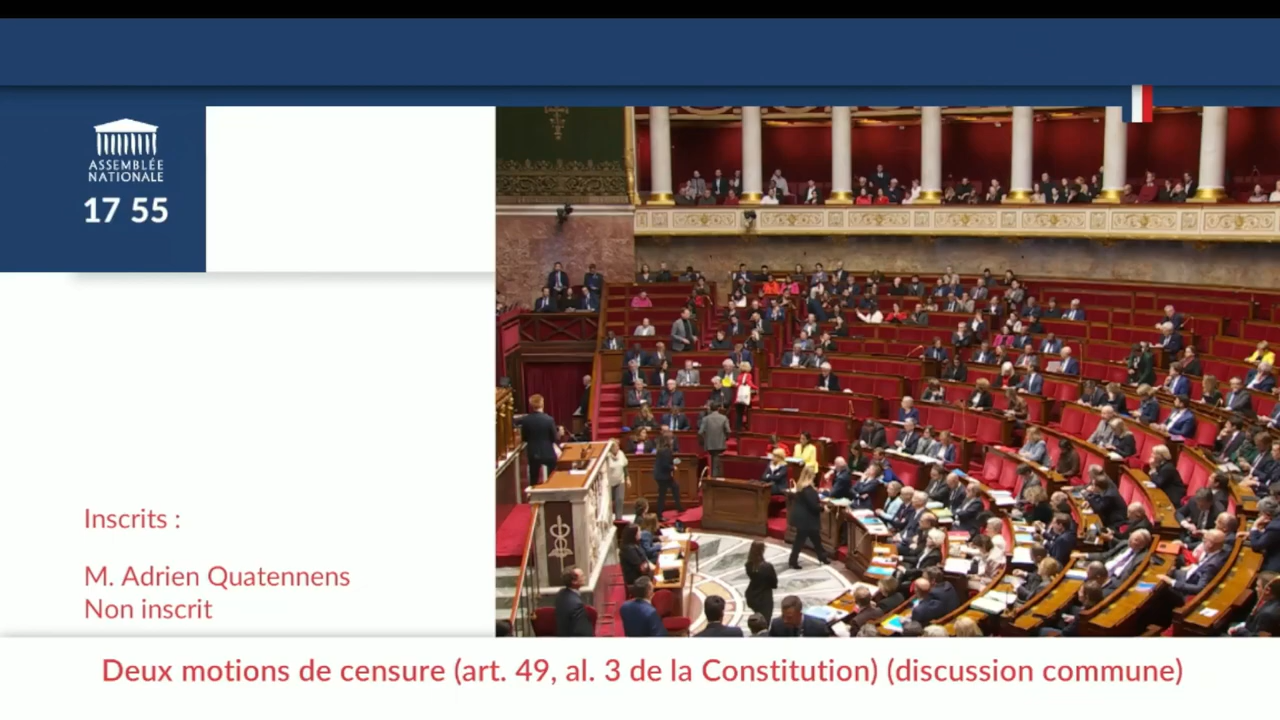 ASSEMBLÉE
NATIONALE
17 55
Inscrits :
M. Adrien Quatennens
Non inscrit
Deux motions de censure (art. 49, al. 3 de la Constitution) (discussion commune)